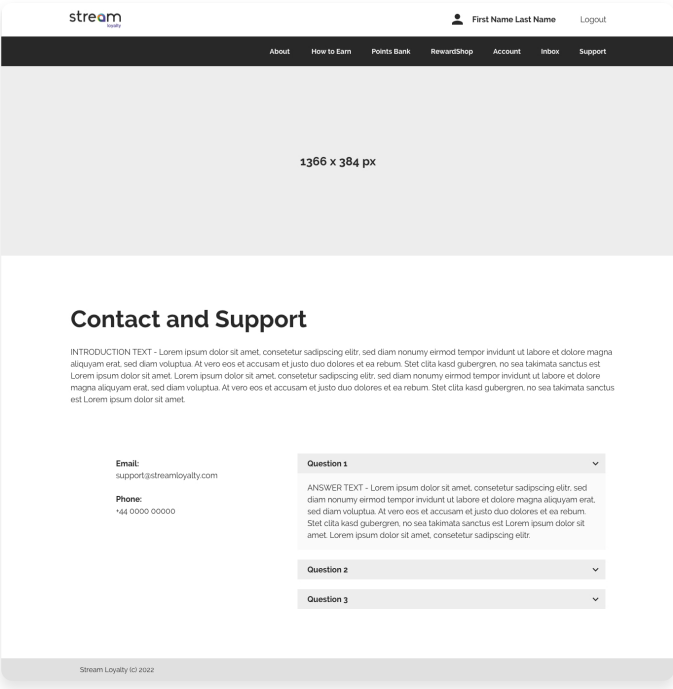 stream
loyalty
First Name Last Name Logout
About How to Earn Points Bank RewardShop Account Inbox Support
1366 x 384 px
Contact and Support
INTRODUCTION TEXT - Lorem ipsum dolor sit amet, consetetur sadipscing elitr, sed diam nonumy eirmod tempor invidunt ut labore et dolore magna
aliquyam erat, sed diam voluptua. At vero eos et accusam et justo duo dolores et ea rebum. Stet clita kasd gubergren, no sea takimata sanctus est
Lorem ipsum dolor sit amet. Lorem ipsum dolor sit amet, consetetur sadipscing elitr, sed diam nonumy eirmod tempor invidunt ut labore et dolore
magna aliquyam erat, sed diam voluptua. At vero eos et accusam et justo duo dolores et ea rebum. Stet clita kasd gubergren, no sea takimata sanctus
est Lorem ipsum dolor sit amet.
Email:
support@streamloyalty.com
Phone:
+44 0000 00000
Question 1
ANSWER TEXT - Lorem ipsum dolor sit amet, consetetur sadipscing elitr, sed
diam nonumy eirmod tempor invidunt ut labore et dolore magna aliquyam erat,
sed diam voluptua. At vero eos et accusam et justo duo dolores et ea rebum.
Stet clita kasd gubergren, no sea takimata sanctus est Lorem ipsum dolor sit
amet. Lorem ipsum dolor sit amet, consetetur sadipscing elitr.
Question 2
Question 3
Stream Loyalty (c) 2022